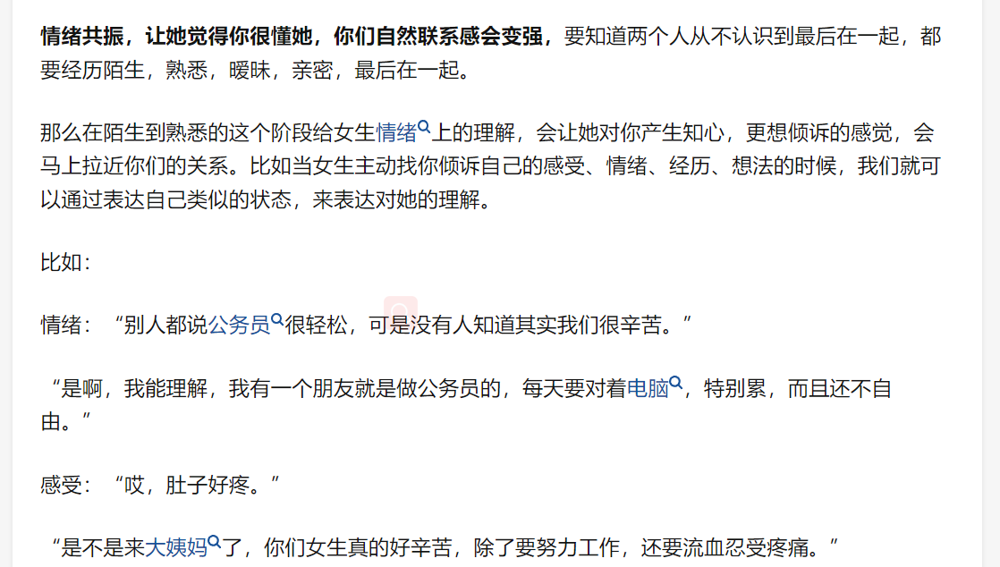 情绪共振，让她觉得你很懂她，你们自然联系感会变强，要知道两个人从不认识到最后在一起，都
要经历陌生，熟悉，暧昧，亲密，最后在一起。
那么在陌生到熟悉的这个阶段给女生情绪上的理解，会让她对你产生知心，更想倾诉的感觉，会
马上拉近你们的关系。比如当女生主动找你倾诉自己的感受、情绪、经历、想法的时候，我们就可
以通过表达自己类似的状态，来表达对她的理解。
比如：
情绪：“别人都说公务员很轻松，可是没有人知道其实我们很辛苦。”
“是啊，我能理解，我有一个朋友就是做公务员的，每天要对着电脑，特别累，而且还不自
由。”
感受：“哎，肚子好疼。”
“是不是来大姨妈了，你们女生真的好辛苦，除了要努力工作，还要流血忍受疼痛。”